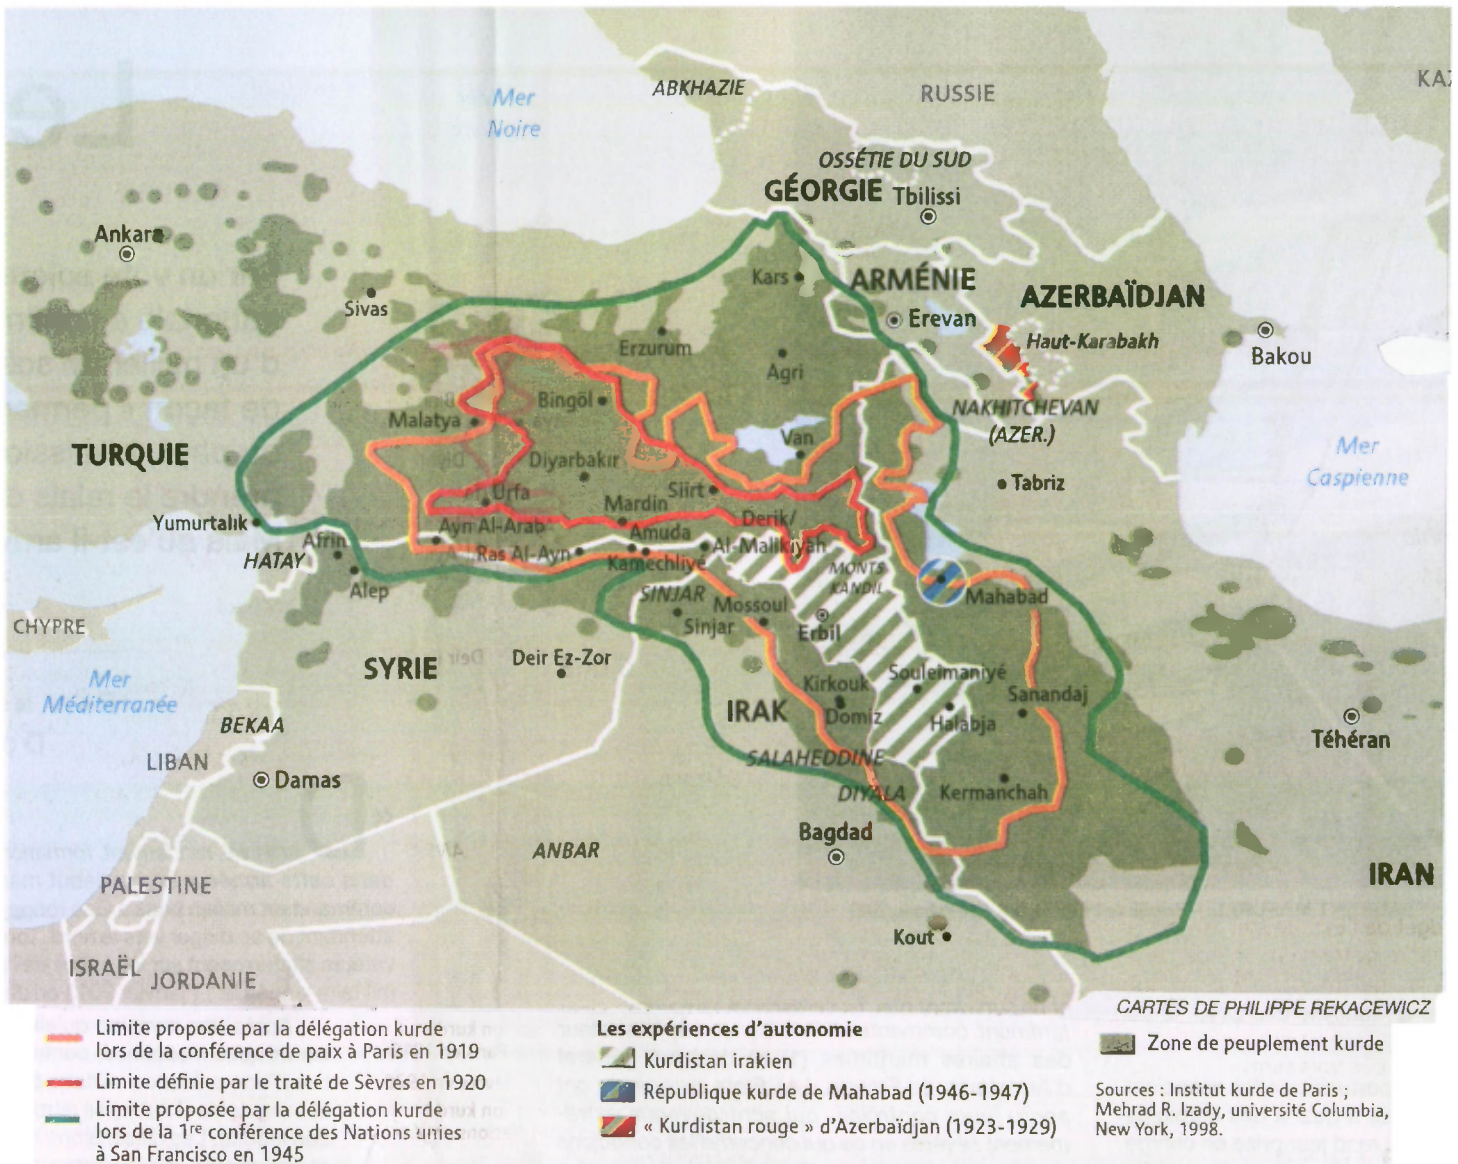 ABKHAZIE
RUSSIE
KAZ
Mer
Noire
OSSÉTIE DU SUD
GÉORGIE
Tbilissi
Ankara
Kars
ARMÉNIE
AZERBAÏDJAN
Sivas
Erevan
Erzurum
Haut-Karabakh
Bakou
Agri
Bingöl
Malatya
NAKHITCHEVAN
(AZER.)
TURQUIE
Van
Mer
Caspienne
Diyarbakır
Tabriz
Urfa
Siirt
Mardin
Yumurtalık
Ayn Al-Arab
Amuda
Derik/
Al-Malikiyah
Afrin
Ras Al-Ayn
HATAY
Kamechliyé
MONTS
KANDIL
Alep
SINJAR
Mossoul
Mahabad
Sinjar
Erbil
CHYPRE
SYRIE
Deir Ez-Zor
Souleimaniyé
Mer
Méditerranée
Kirkouk
Sanandaj
BEKAA
IRAK
Domiz
Halabja
Téhéran
LIBAN
SALAHEDDINE
Damas
DIYALA
Kermanchah
Bagdad
ANBAR
PALESTINE
IRAN
Kout
ISRAËL
JORDANIE
CARTES DE PHILIPPE REKACEWICZ
Limite proposée par la délégation kurde
lors de la conférence de paix à Paris en 1919
Limite définie par le traité de Sèvres en 1920
Limite proposée par la délégation kurde
lors de la 1re conférence des Nations unies
à San Francisco en 1945
Les expériences d'autonomie
Kurdistan irakien
République kurde de Mahabad (1946-1947)
« Kurdistan rouge » d'Azerbaïdjan (1923-1929)
Zone de peuplement kurde
Sources : Institut kurde de Paris ;
Mehrad R. Izady, université Columbia,
New York, 1998.